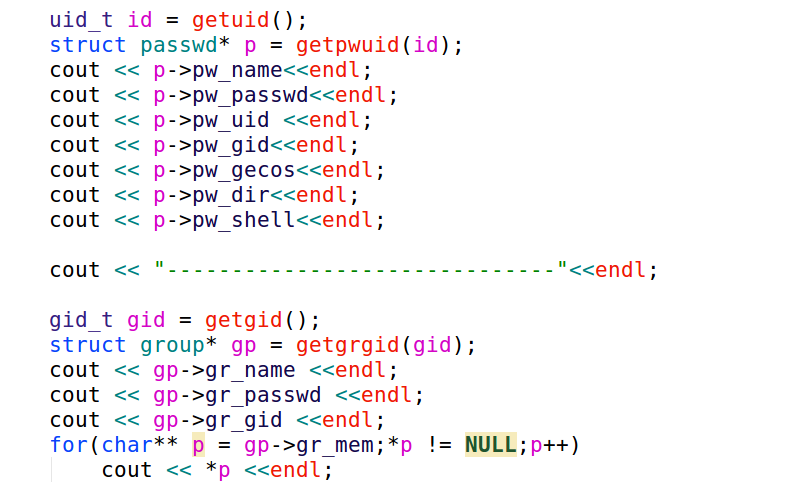 uid_t id = getuid();
struct passwd* p = getpwuid(id);
cout << p->pw_name<<endl;
cout << p->pw_passwd<<endl;
cout << p->pw_uid <<endl;
cout << p->pw_gid<<endl;
cout << p->pw_gecos<<endl;
cout << p->pw_dir<<endl;
cout << p->pw_shell<<endl;
cout << "------------------------------"<<endl;
gid_t gid = getgid();
struct group* gp = getgrgid(gid);
cout << gp->gr_name <<endl;
cout << gp->gr_passwd <<endl;
cout << gp->gr_gid <<endl;
for(char** p = gp->gr_mem;*p != NULL;p++)
    cout << *p <<endl;